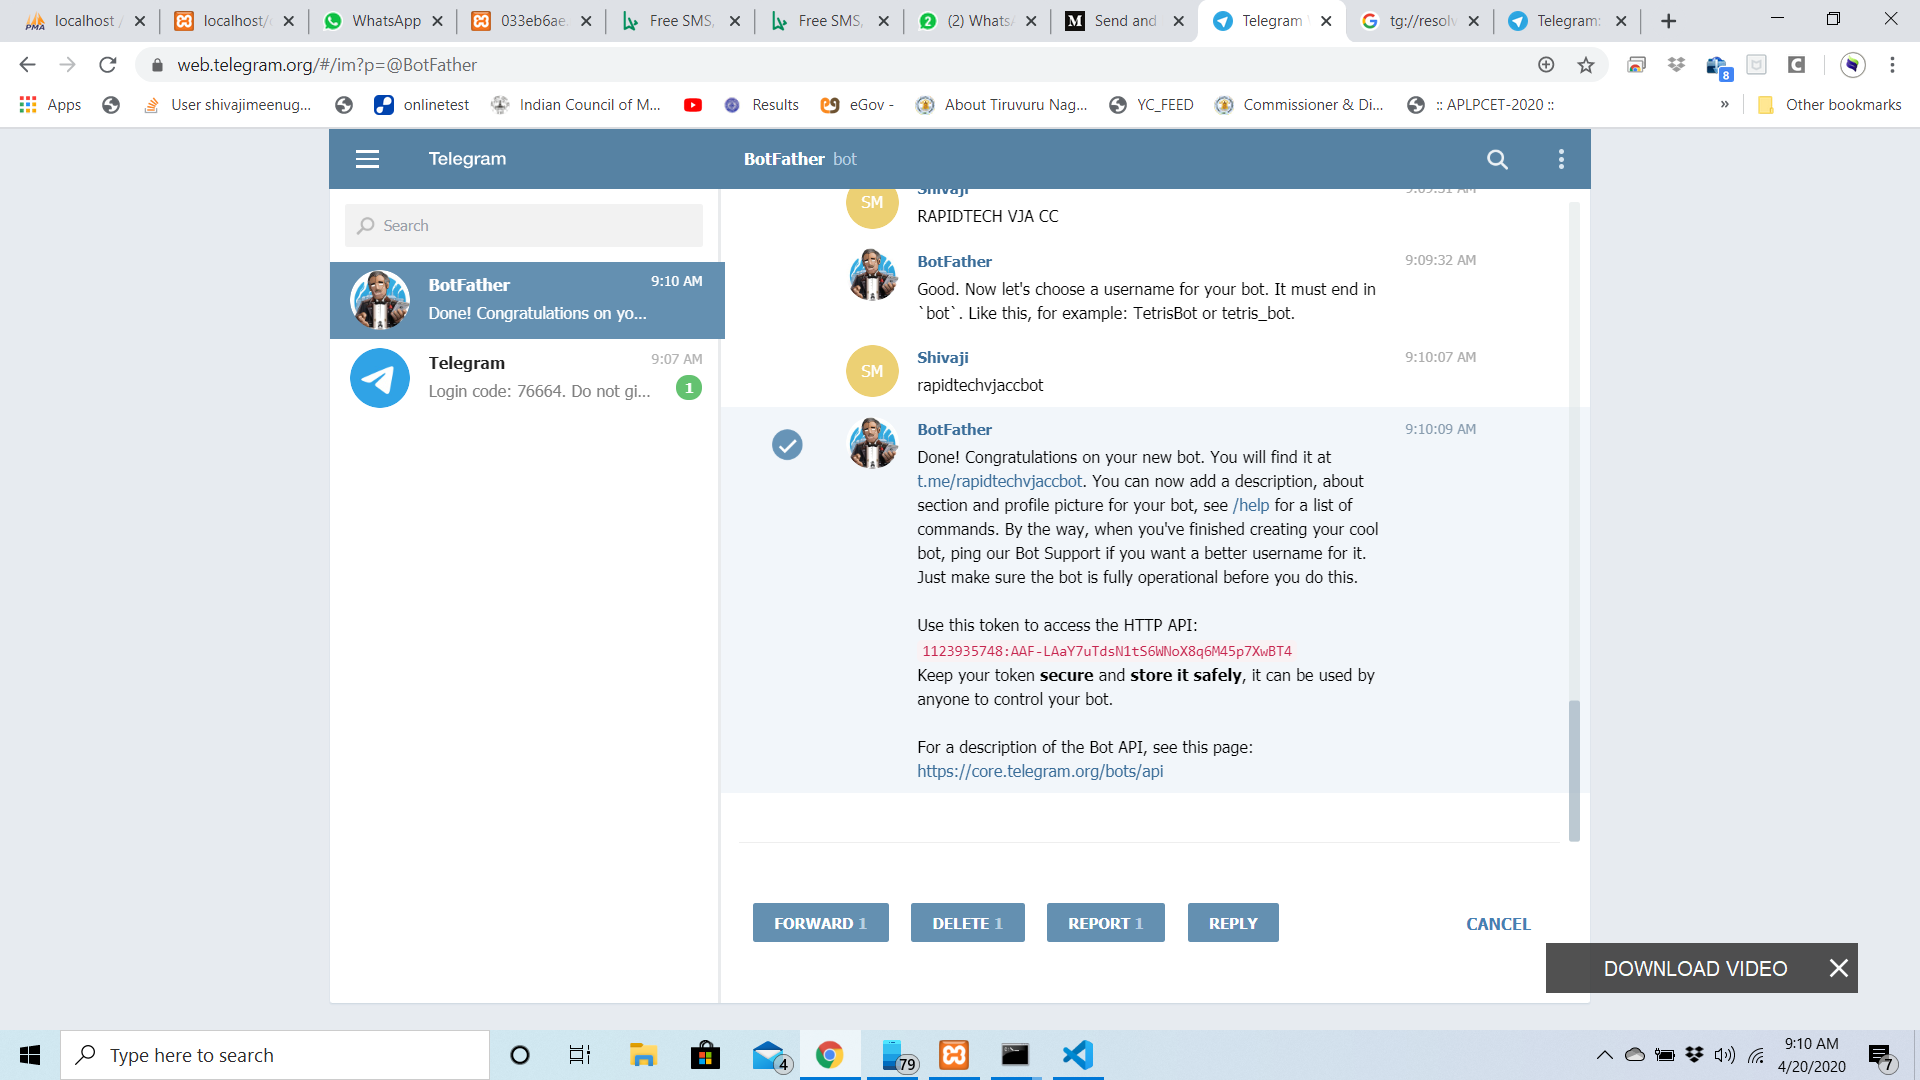 localhost /
localhost/
WhatsApp
033eb6ae.
Free SMS,
Free SMS,
(2) Whats
Send and
Telegram
tg://resolv
Telegram:
web.telegram.org/#/im?p=@BotFather
8
Apps
User shivajimeenug...
onlinetest
Indian Council of M...
Results
eGov -
About Tiruvuru Nag...
YC_FEED
Commissioner & Di...
:: APLPCET-2020 ::
»
Other bookmarks
Telegram
BotFather bot
Search
BotFather
9:10 AM
Done! Congratulations on yo...
Telegram
9:07 AM
Login code: 76664. Do not gi...
1
Shivaji
9:09:31 AM
SM
RAPIDTECH VJA CC
BotFather
9:09:32 AM
Good. Now let's choose a username for your bot. It must end in
`bot`. Like this, for example: TetrisBot or tetris_bot.
Shivaji
9:10:07 AM
SM
rapidtechvjaccbot
BotFather
9:10:09 AM
Done! Congratulations on your new bot. You will find it at
t.me/rapidtechvjaccbot. You can now add a description, about
section and profile picture for your bot, see /help for a list of
commands. By the way, when you've finished creating your cool
bot, ping our Bot Support if you want a better username for it.
Just make sure the bot is fully operational before you do this.
Use this token to access the HTTP API:
1123935748:AAF-LAaY7uTdsN1tS6WNoX8q6M45p7XwBT4
Keep your token secure and store it safely, it can be used by
anyone to control your bot.
For a description of the Bot API, see this page:
https://core.telegram.org/bots/api
FORWARD 1
DELETE 1
REPORT 1
REPLY
CANCEL
DOWNLOAD VIDEO
Type here to search
4
79
9:10 AM
4/20/2020
7